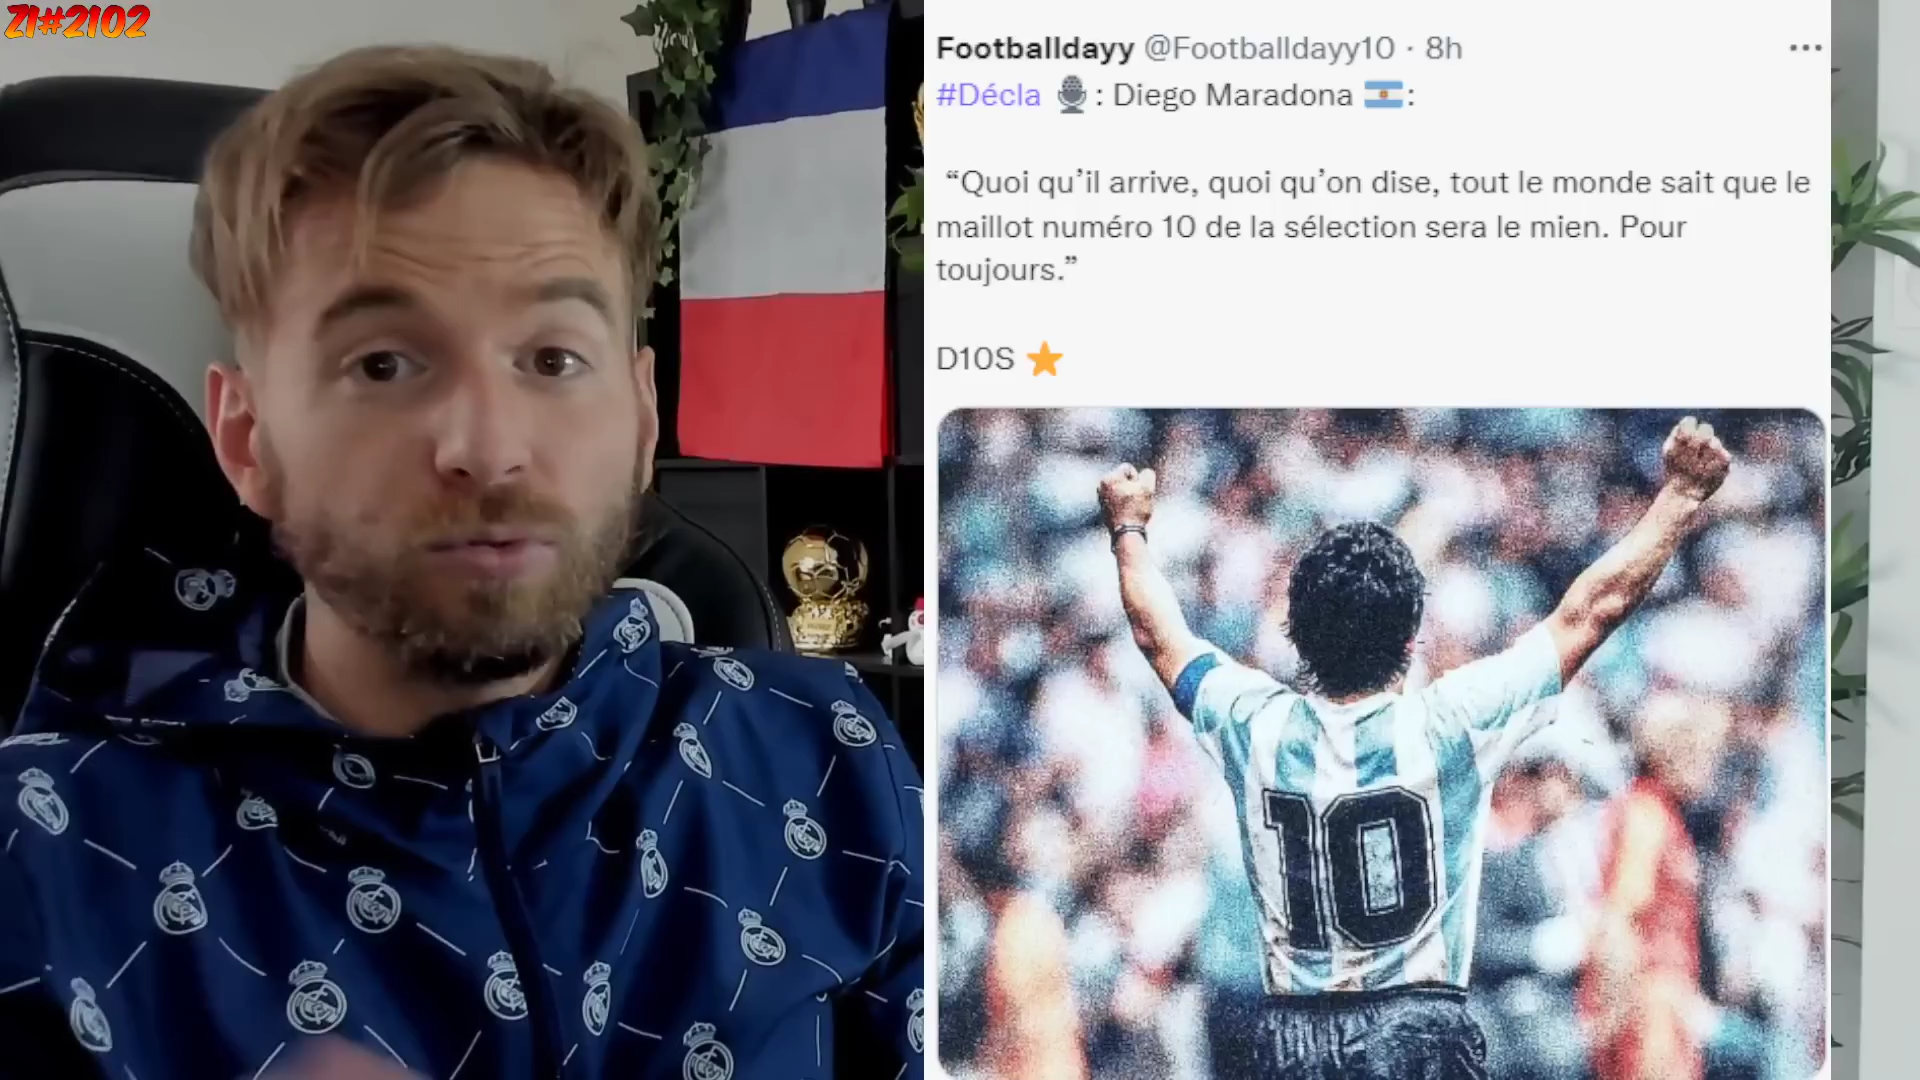 ZI#2102
Footballdayy @Footballdayy10 · 8h
#Décla : Diego Maradona :
“Quoi qu’il arrive, quoi qu’on dise, tout le monde sait que le
maillot numéro 10 de la sélection sera le mien. Pour
toujours.”
D10S
10